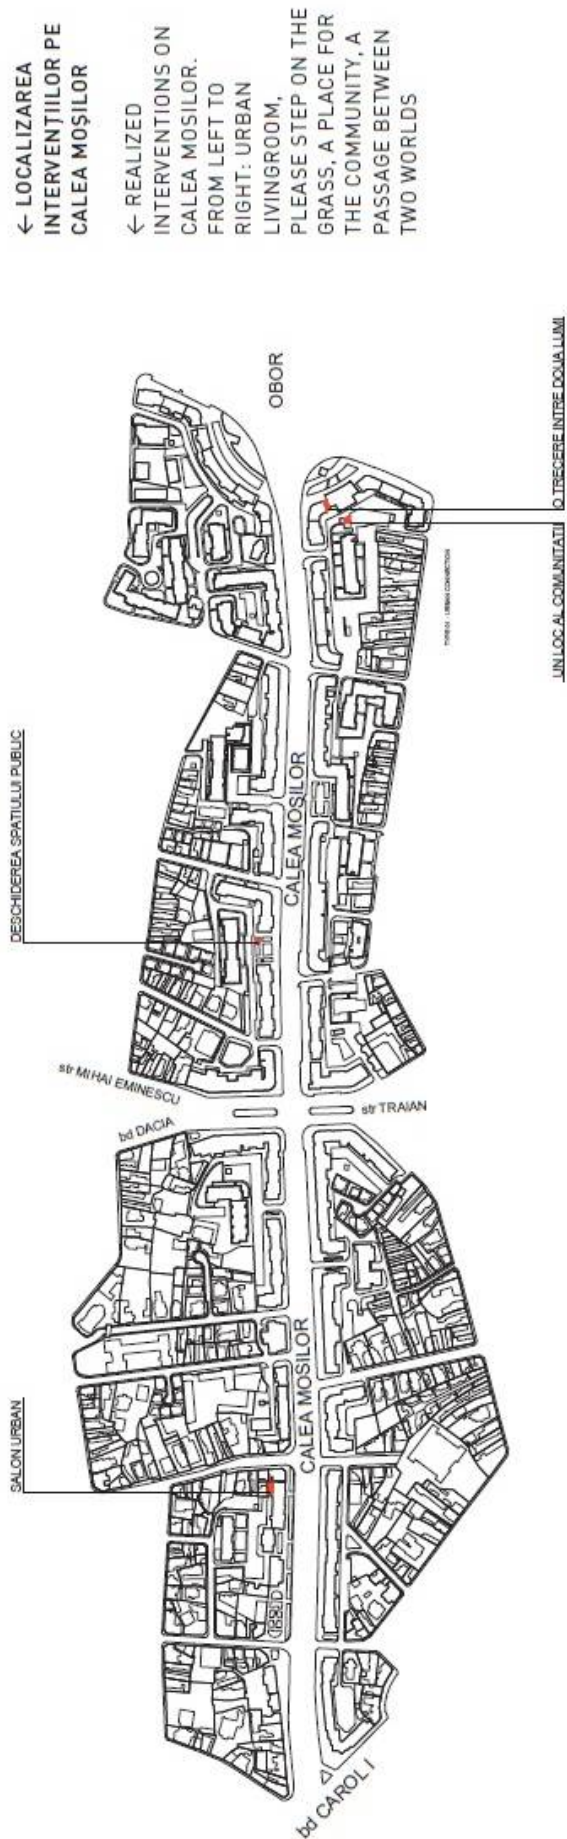 ← LOCALIZAREA
INTERVENȚIILOR PE
CALEA MOȘILOR
← REALIZED
INTERVENTIONS ON
CALEA MOSILOR.
FROM LEFT TO
RIGHT: URBAN
LIVINGROOM,
PLEASE STEP ON THE
GRASS, A PLACE FOR
THE COMMUNITY, A
PASSAGE BETWEEN
TWO WORLDS
SALON URBAN
DESCHIDEREA SPATIULUI PUBLIC
str MIHAI EMINESCU
bd DACIA
OBOR
CALEA MOSILOR
CALEA MOSILOR
str TRAIAN
bd CAROL I
UN LOC AL COMUNITATII
O TRECERE INTRE DOUA LUMI